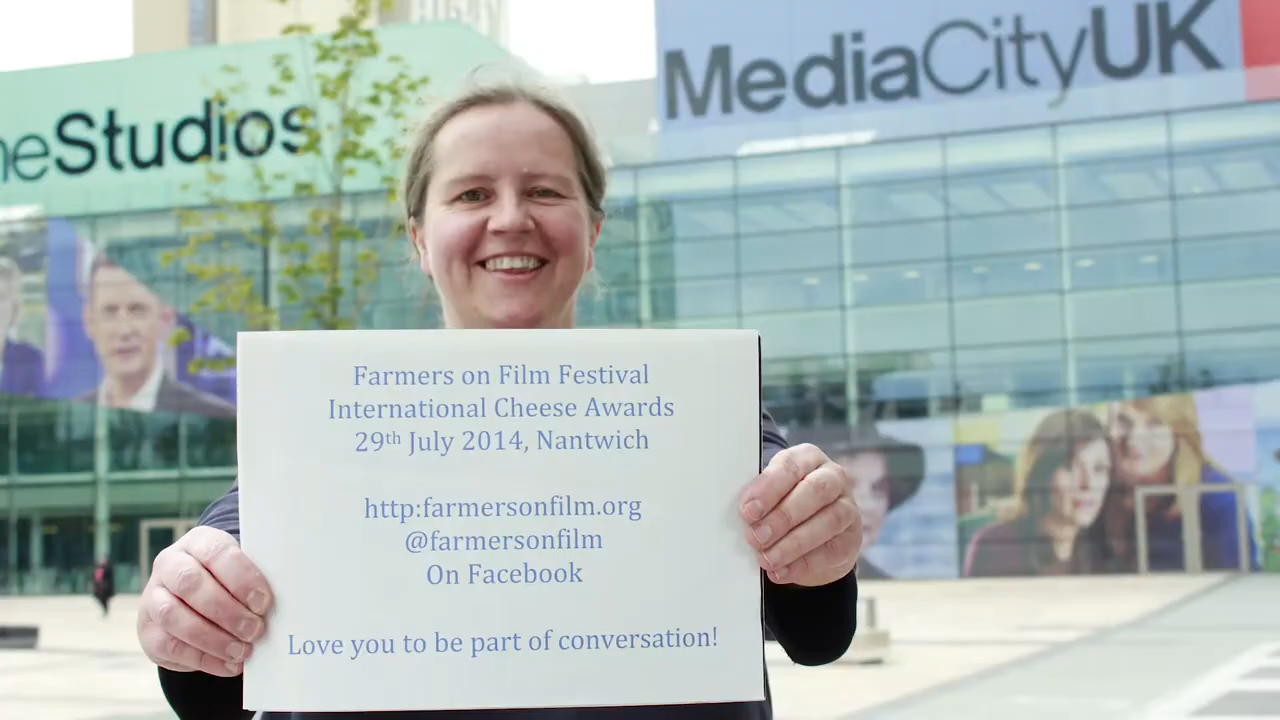 neStudios
MediaCityUK
Farmers on Film Festival
International Cheese Awards
29th July 2014, Nantwich
http:farmersonfilm.org
@farmersonfilm
On Facebook
Love you to be part of conversation!